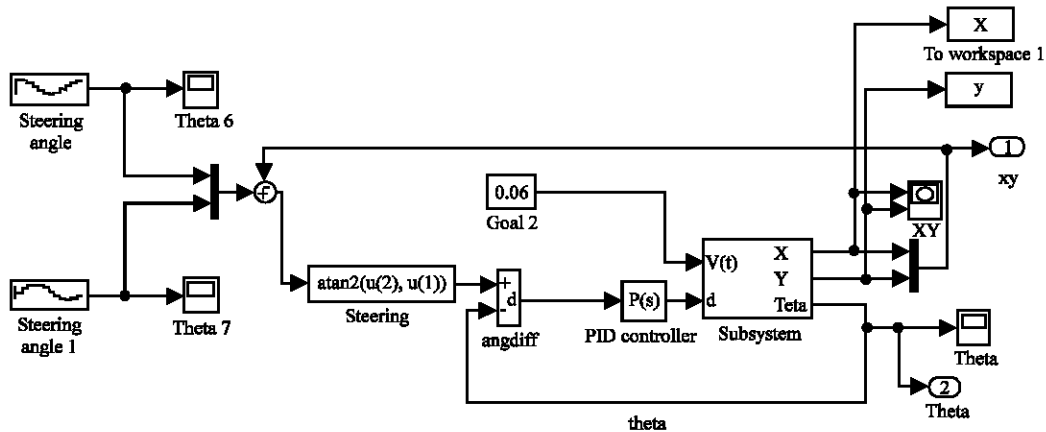 X
To workspace 1
y
Steering
angle
Theta 6
1
xy
0.06
Goal 2
XY
V(t)
X
Y
d
Teta
Subsystem
atan2(u(2), u(1))
Steering
+
d
-
angdiff
P(s)
PID controller
Steering
angle 1
Theta 7
Theta
2
Theta
theta